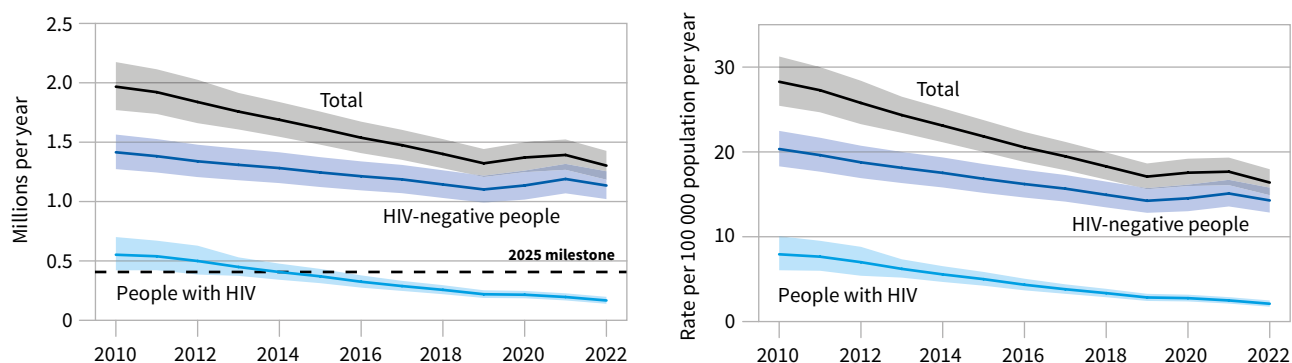 Millions per year
2.5
2.0
1.5
1.0
0.5
0
Total
HIV-negative people
2025 milestone
People with HIV
2010 2012 2014 2016 2018 2020 2022
Rate per 100 000 population per year
30
20
10
0
Total
HIV-negative people
People with HIV
2010 2012 2014 2016 2018 2020 2022